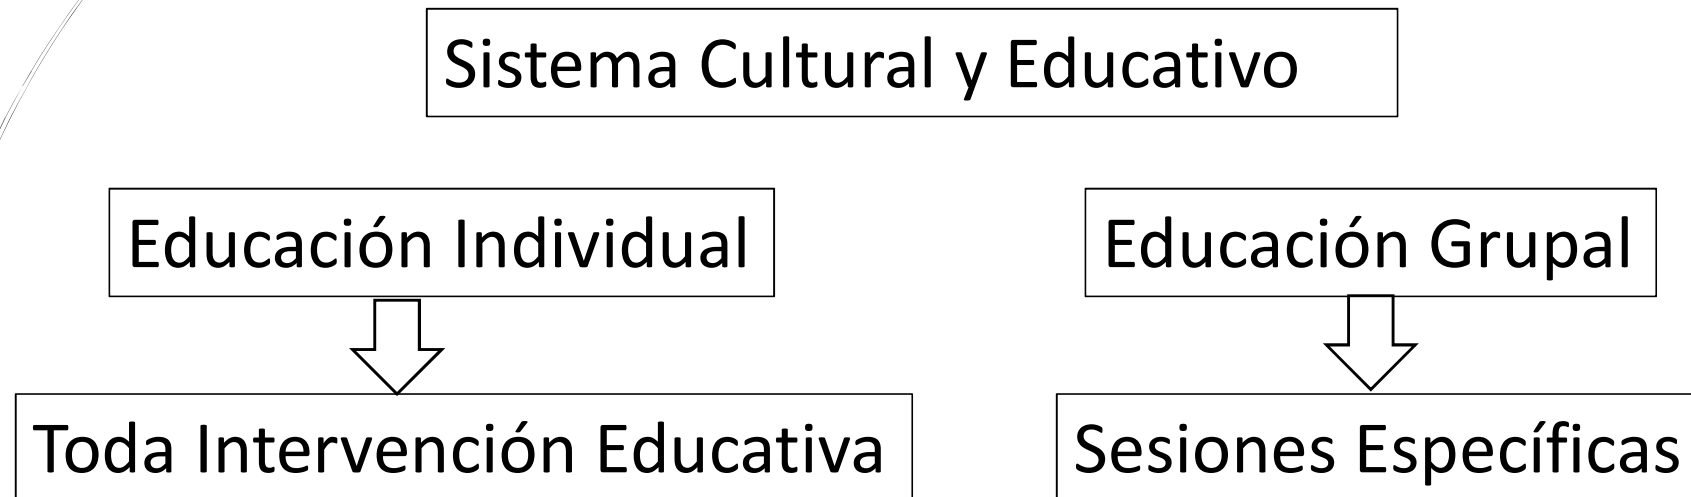 Sistema Cultural y Educativo
Educación Individual
Educación Grupal
Toda Intervención Educativa
Sesiones Específicas